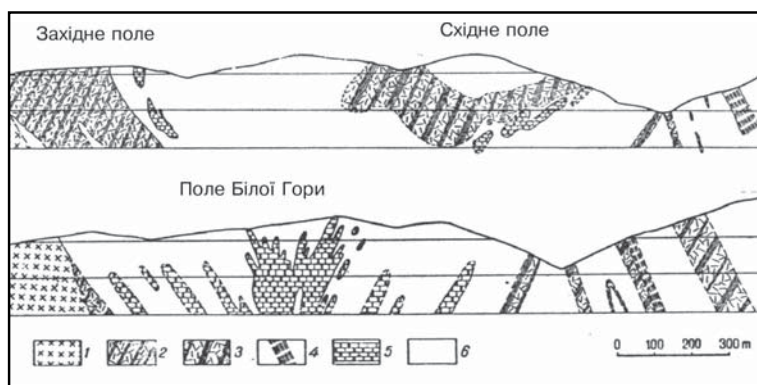 Західне поле
Східне поле
Поле Білої Гори
1 2 3 4 5 6
0 100 200 300 m